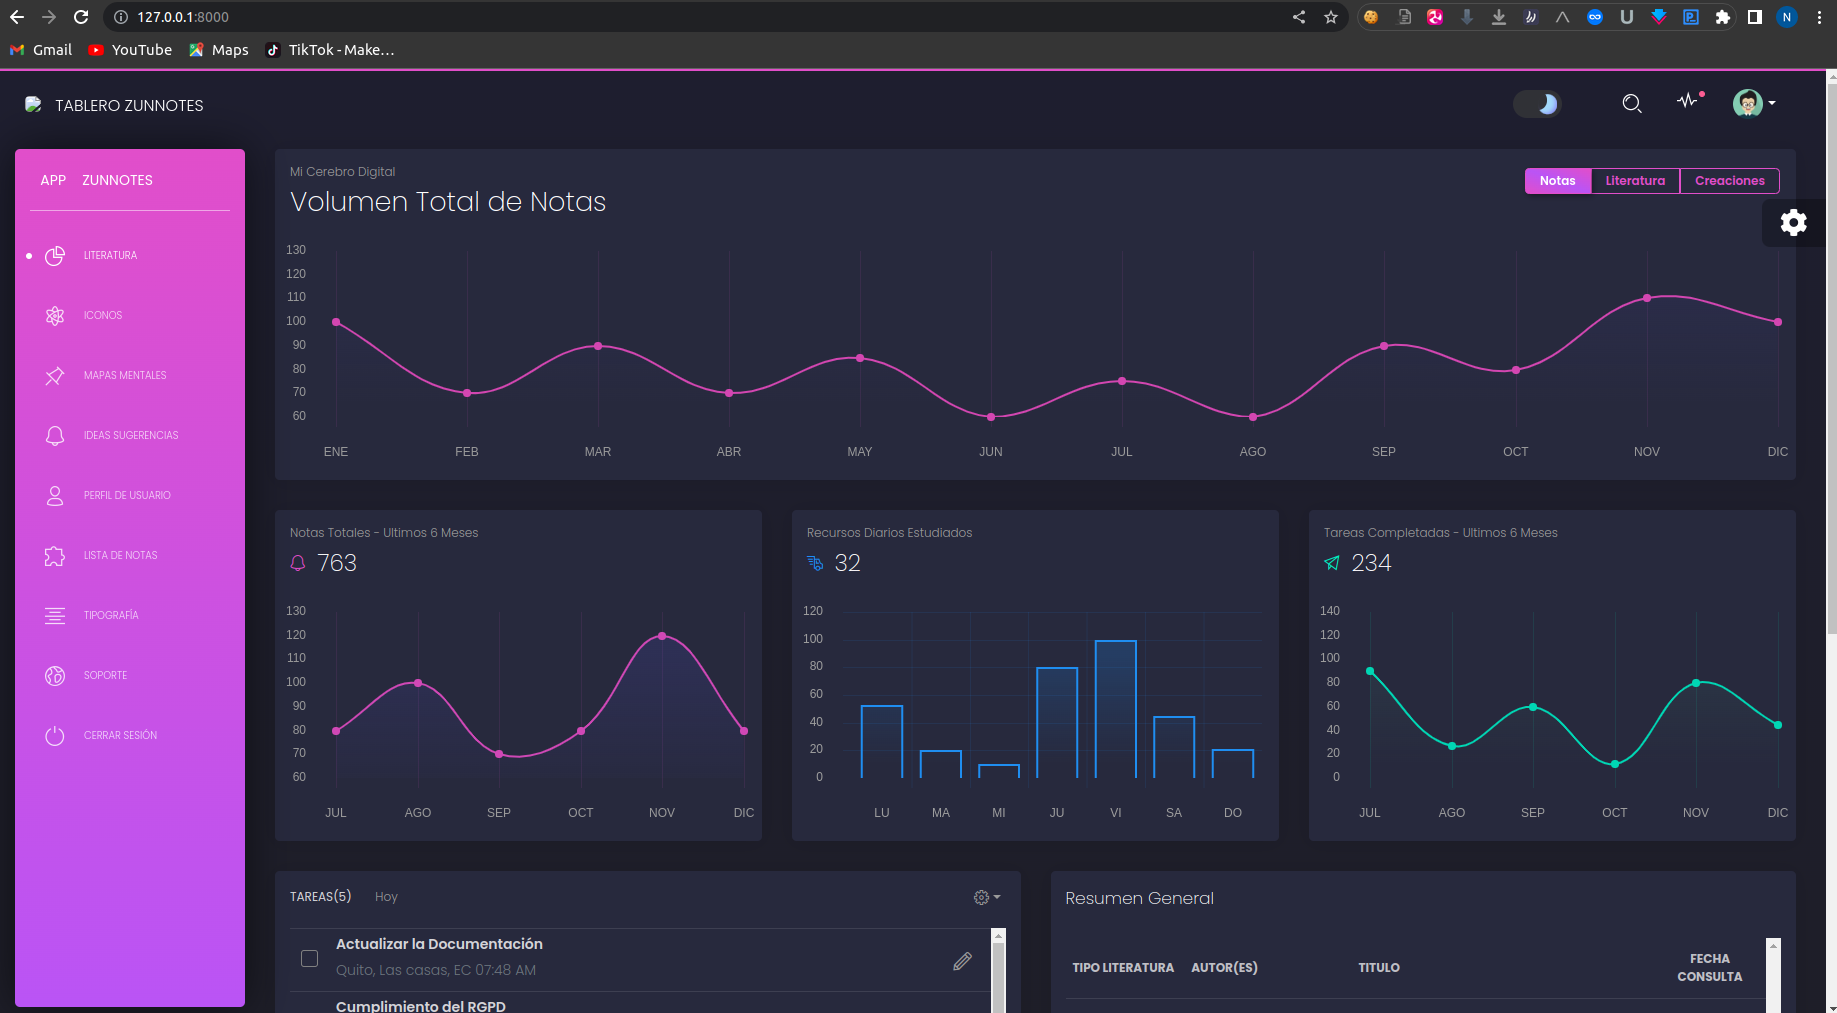 127.0.0.1:8000
Gmail YouTube Maps TikTok - Make...
N
TABLERO ZUNNOTES
APP ZUNNOTES
LITERATURA
ICONOS
MAPAS MENTALES
IDEAS SUGERENCIAS
PERFIL DE USUARIO
LISTA DE NOTAS
TIPOGRAFÍA
SOPORTE
CERRAR SESIÓN
Mi Cerebro Digital
Volumen Total de Notas
Notas Literatura Creaciones
130
120
110
100
90
80
70
60
ENE FEB MAR ABR MAY JUN JUL AGO SEP OCT NOV DIC
Notas Totales - Ultimos 6 Meses
763
130
120
110
100
90
80
70
60
JUL AGO SEP OCT NOV DIC
Recursos Diarios Estudiados
32
120
100
80
60
40
20
0
LU MA MI JU VI SA DO
Tareas Completadas - Ultimos 6 Meses
234
140
120
100
80
60
40
20
0
JUL AGO SEP OCT NOV DIC
TAREAS(5) Hoy
Actualizar la Documentación
Quito, Las casas, EC 07:48 AM
Cumplimiento del RGPD
Resumen General
TIPO LITERATURA AUTOR(ES) TITULO FECHA CONSULTA